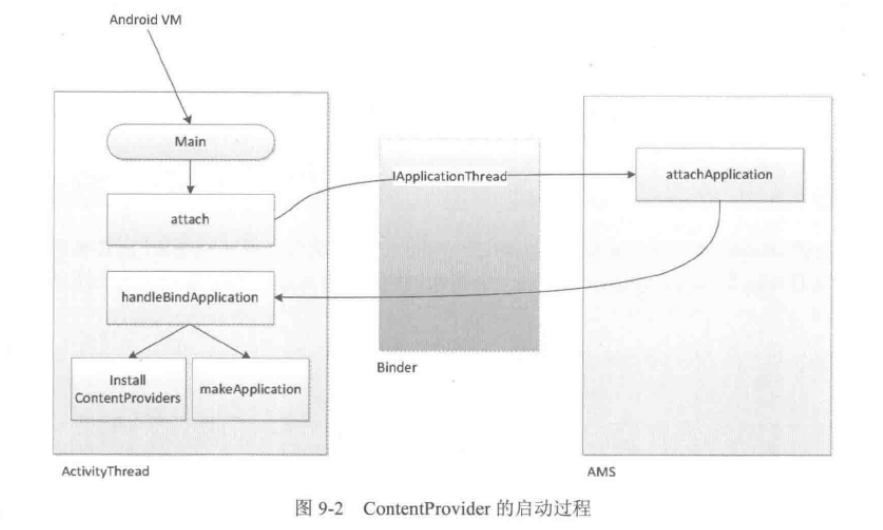 Android VM
Main
attach
handleBindApplication
Install
ContentProviders
makeApplication
ActivityThread
IApplicationThread
Binder
attachApplication
AMS
图 9-2 ContentProvider 的启动过程